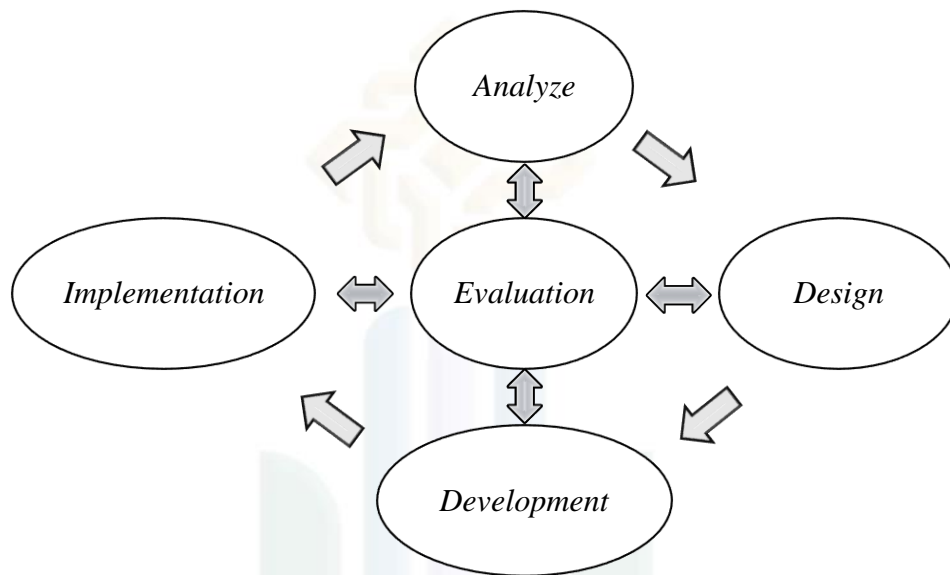 Analyze
Implementation
Evaluation
Design
Development